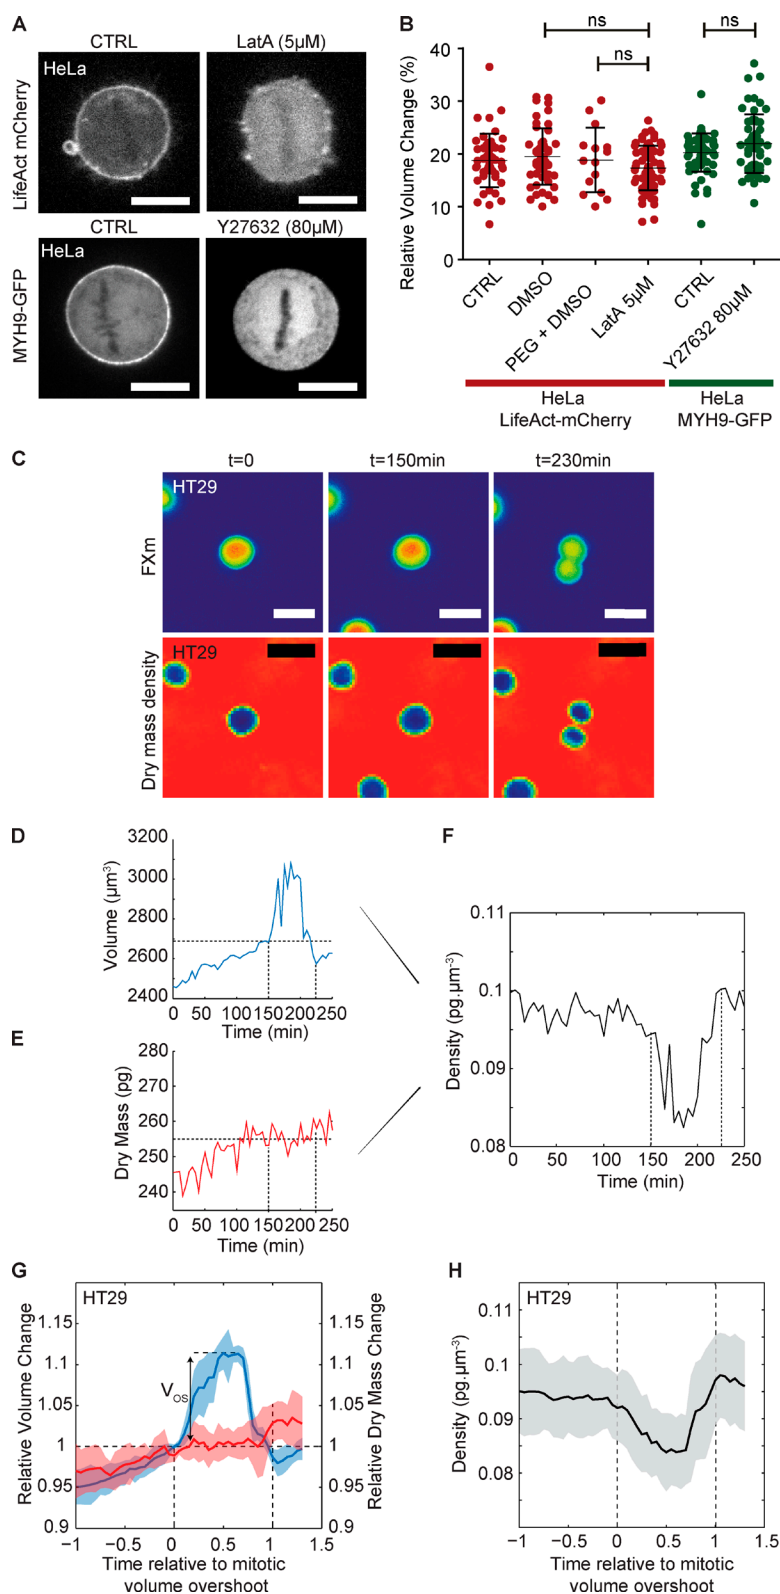 A
CTRL
LatA (5µM)
HeLa
LifeAct mCherry
CTRL
Y27632 (80µM)
HeLa
MYH9-GFP
B
ns
ns
ns
Relative Volume Change (%)
40
30
20
10
0
CTRL
DMSO
PEG + DMSO
LatA 5µM
CTRL
Y27632 80µM
HeLa
LifeAct-mCherry
HeLa
MYH9-GFP
C
t=0
t=150min
t=230min
HT29
FXm
HT29
Dry mass density
D
Volume (µm³)
3200
3000
2800
2600
2400
0 50 100 150 200 250
Time (min)
E
Dry Mass (pg)
280
270
260
250
240
0 50 100 150 200 250
Time (min)
F
Density (pg.µm⁻³)
0.11
0.1
0.09
0.08
0 50 100 150 200 250
Time (min)
G
HT29
Relative Volume Change
1.15
1.1
1.05
1
0.95
0.9
V_OS
1.15
1.1
1.05
1
0.95
0.9
Relative Dry Mass Change
−1 −0.5 0 0.5 1 1.5
Time relative to mitotic
volume overshoot
H
HT29
Density (pg.µm⁻³)
0.11
0.1
0.09
0.08
−1 −0.5 0 0.5 1 1.5
Time relative to mitotic
volume overshoot